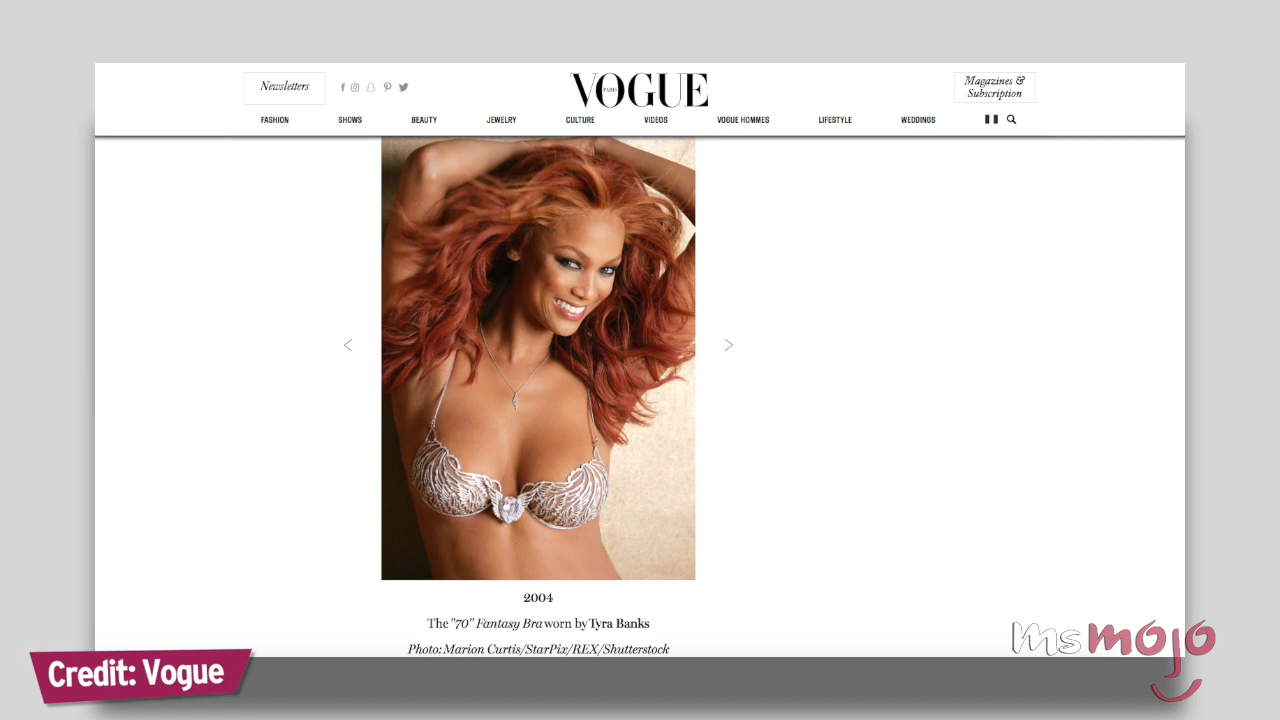 Newsletters
VOGUE
PARIS
Magazines &
Subscription
FASHION SHOWS BEAUTY JEWELRY CULTURE VIDEOS VOGUE HOMMES LIFESTYLE WEDDINGS
2004
The "70" Fantasy Bra worn by Tyra Banks
Photo: Marion Curtis/StarPix/REX/Shutterstock
Credit: Vogue
msmojo